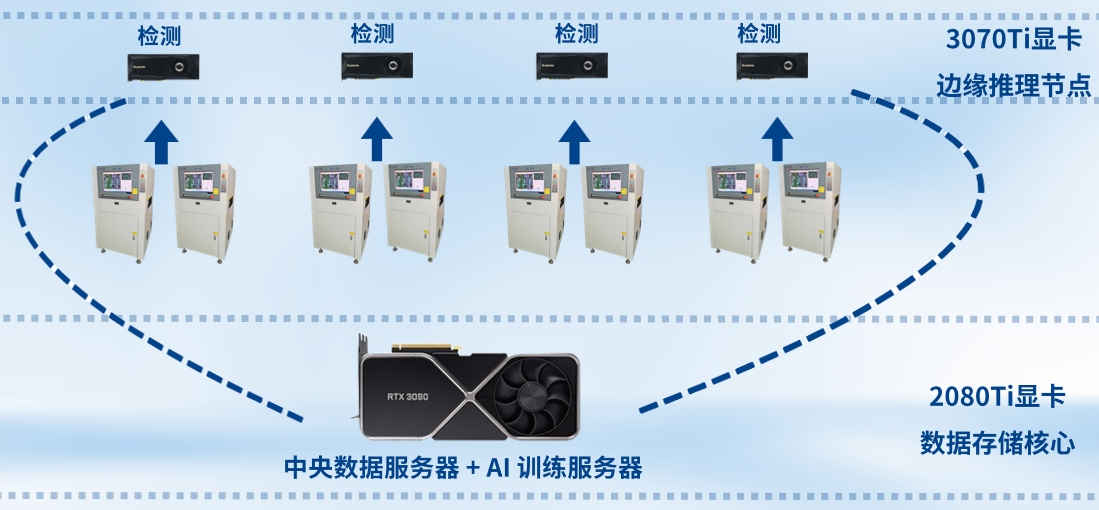 检测
检测
检测
检测
3070Ti显卡
边缘推理节点
RTX 3090
2080Ti显卡
数据存储核心
中央数据服务器 + AI 训练服务器